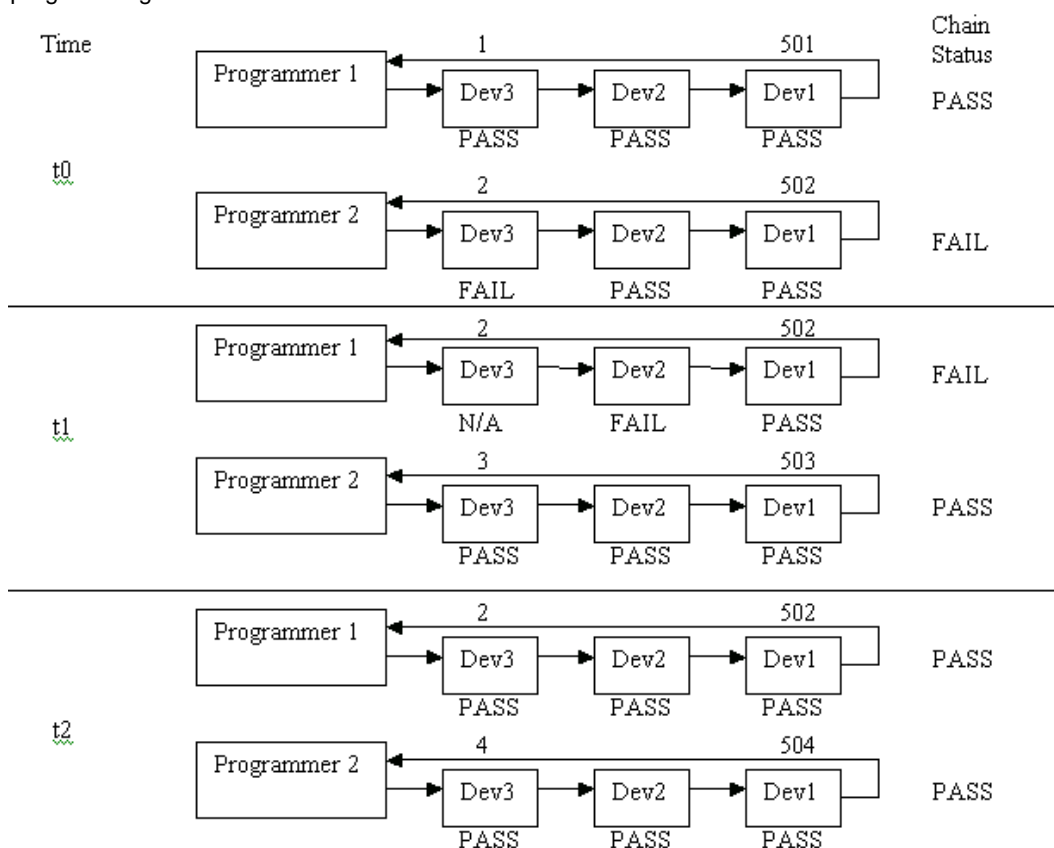 Time
Chain
Status
1 501
Programmer 1
Dev3 Dev2 Dev1
PASS
PASS PASS PASS
t0
2 502
Programmer 2
Dev3 Dev2 Dev1
FAIL
FAIL PASS PASS
2 502
Programmer 1
Dev3 Dev2 Dev1
FAIL
N/A FAIL PASS
t1
3 503
Programmer 2
Dev3 Dev2 Dev1
PASS
PASS PASS PASS
2 502
Programmer 1
Dev3 Dev2 Dev1
PASS
PASS PASS PASS
t2
4 504
Programmer 2
Dev3 Dev2 Dev1
PASS
PASS PASS PASS